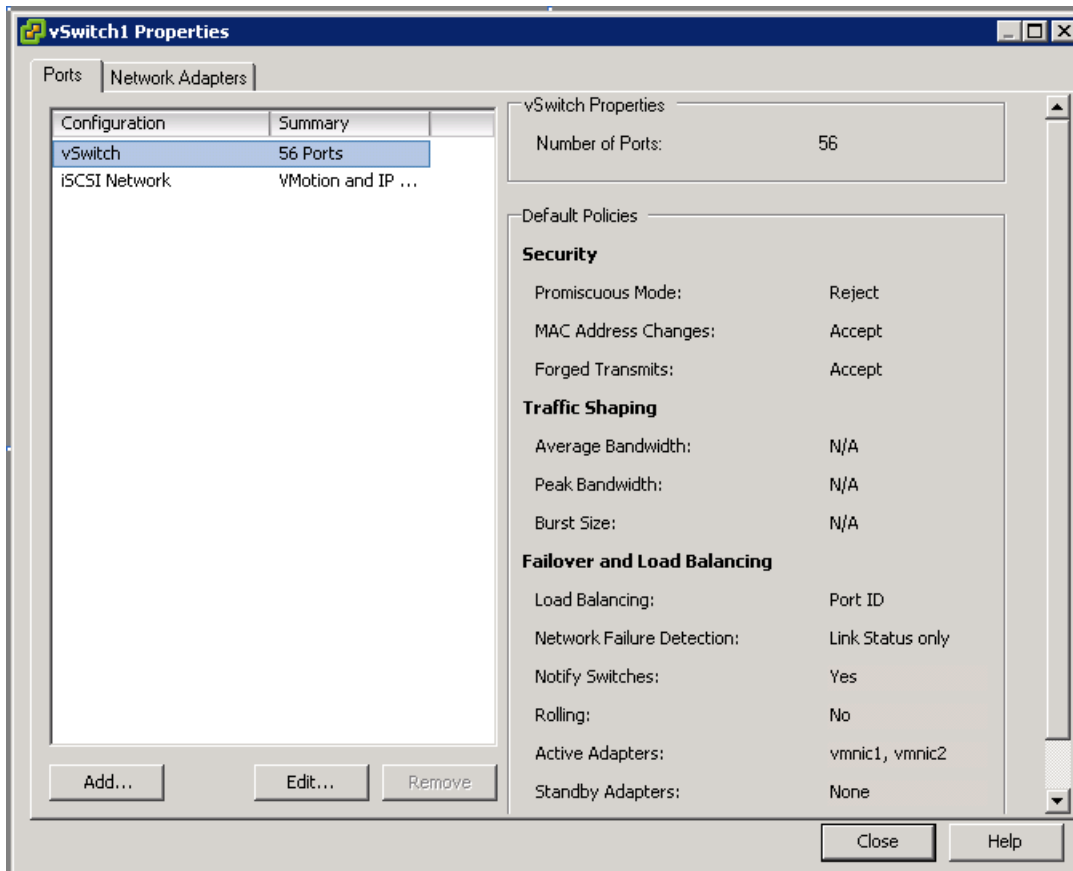 vSwitch1 Properties
Ports
Network Adapters
Configuration Summary
vSwitch 56 Ports
iSCSI Network VMotion and IP ...
Add...
Edit...
Remove
vSwitch Properties
Number of Ports: 56
Default Policies
Security
Promiscuous Mode: Reject
MAC Address Changes: Accept
Forged Transmits: Accept
Traffic Shaping
Average Bandwidth: N/A
Peak Bandwidth: N/A
Burst Size: N/A
Failover and Load Balancing
Load Balancing: Port ID
Network Failure Detection: Link Status only
Notify Switches: Yes
Rolling: No
Active Adapters: vmnic1, vmnic2
Standby Adapters: None
Close
Help